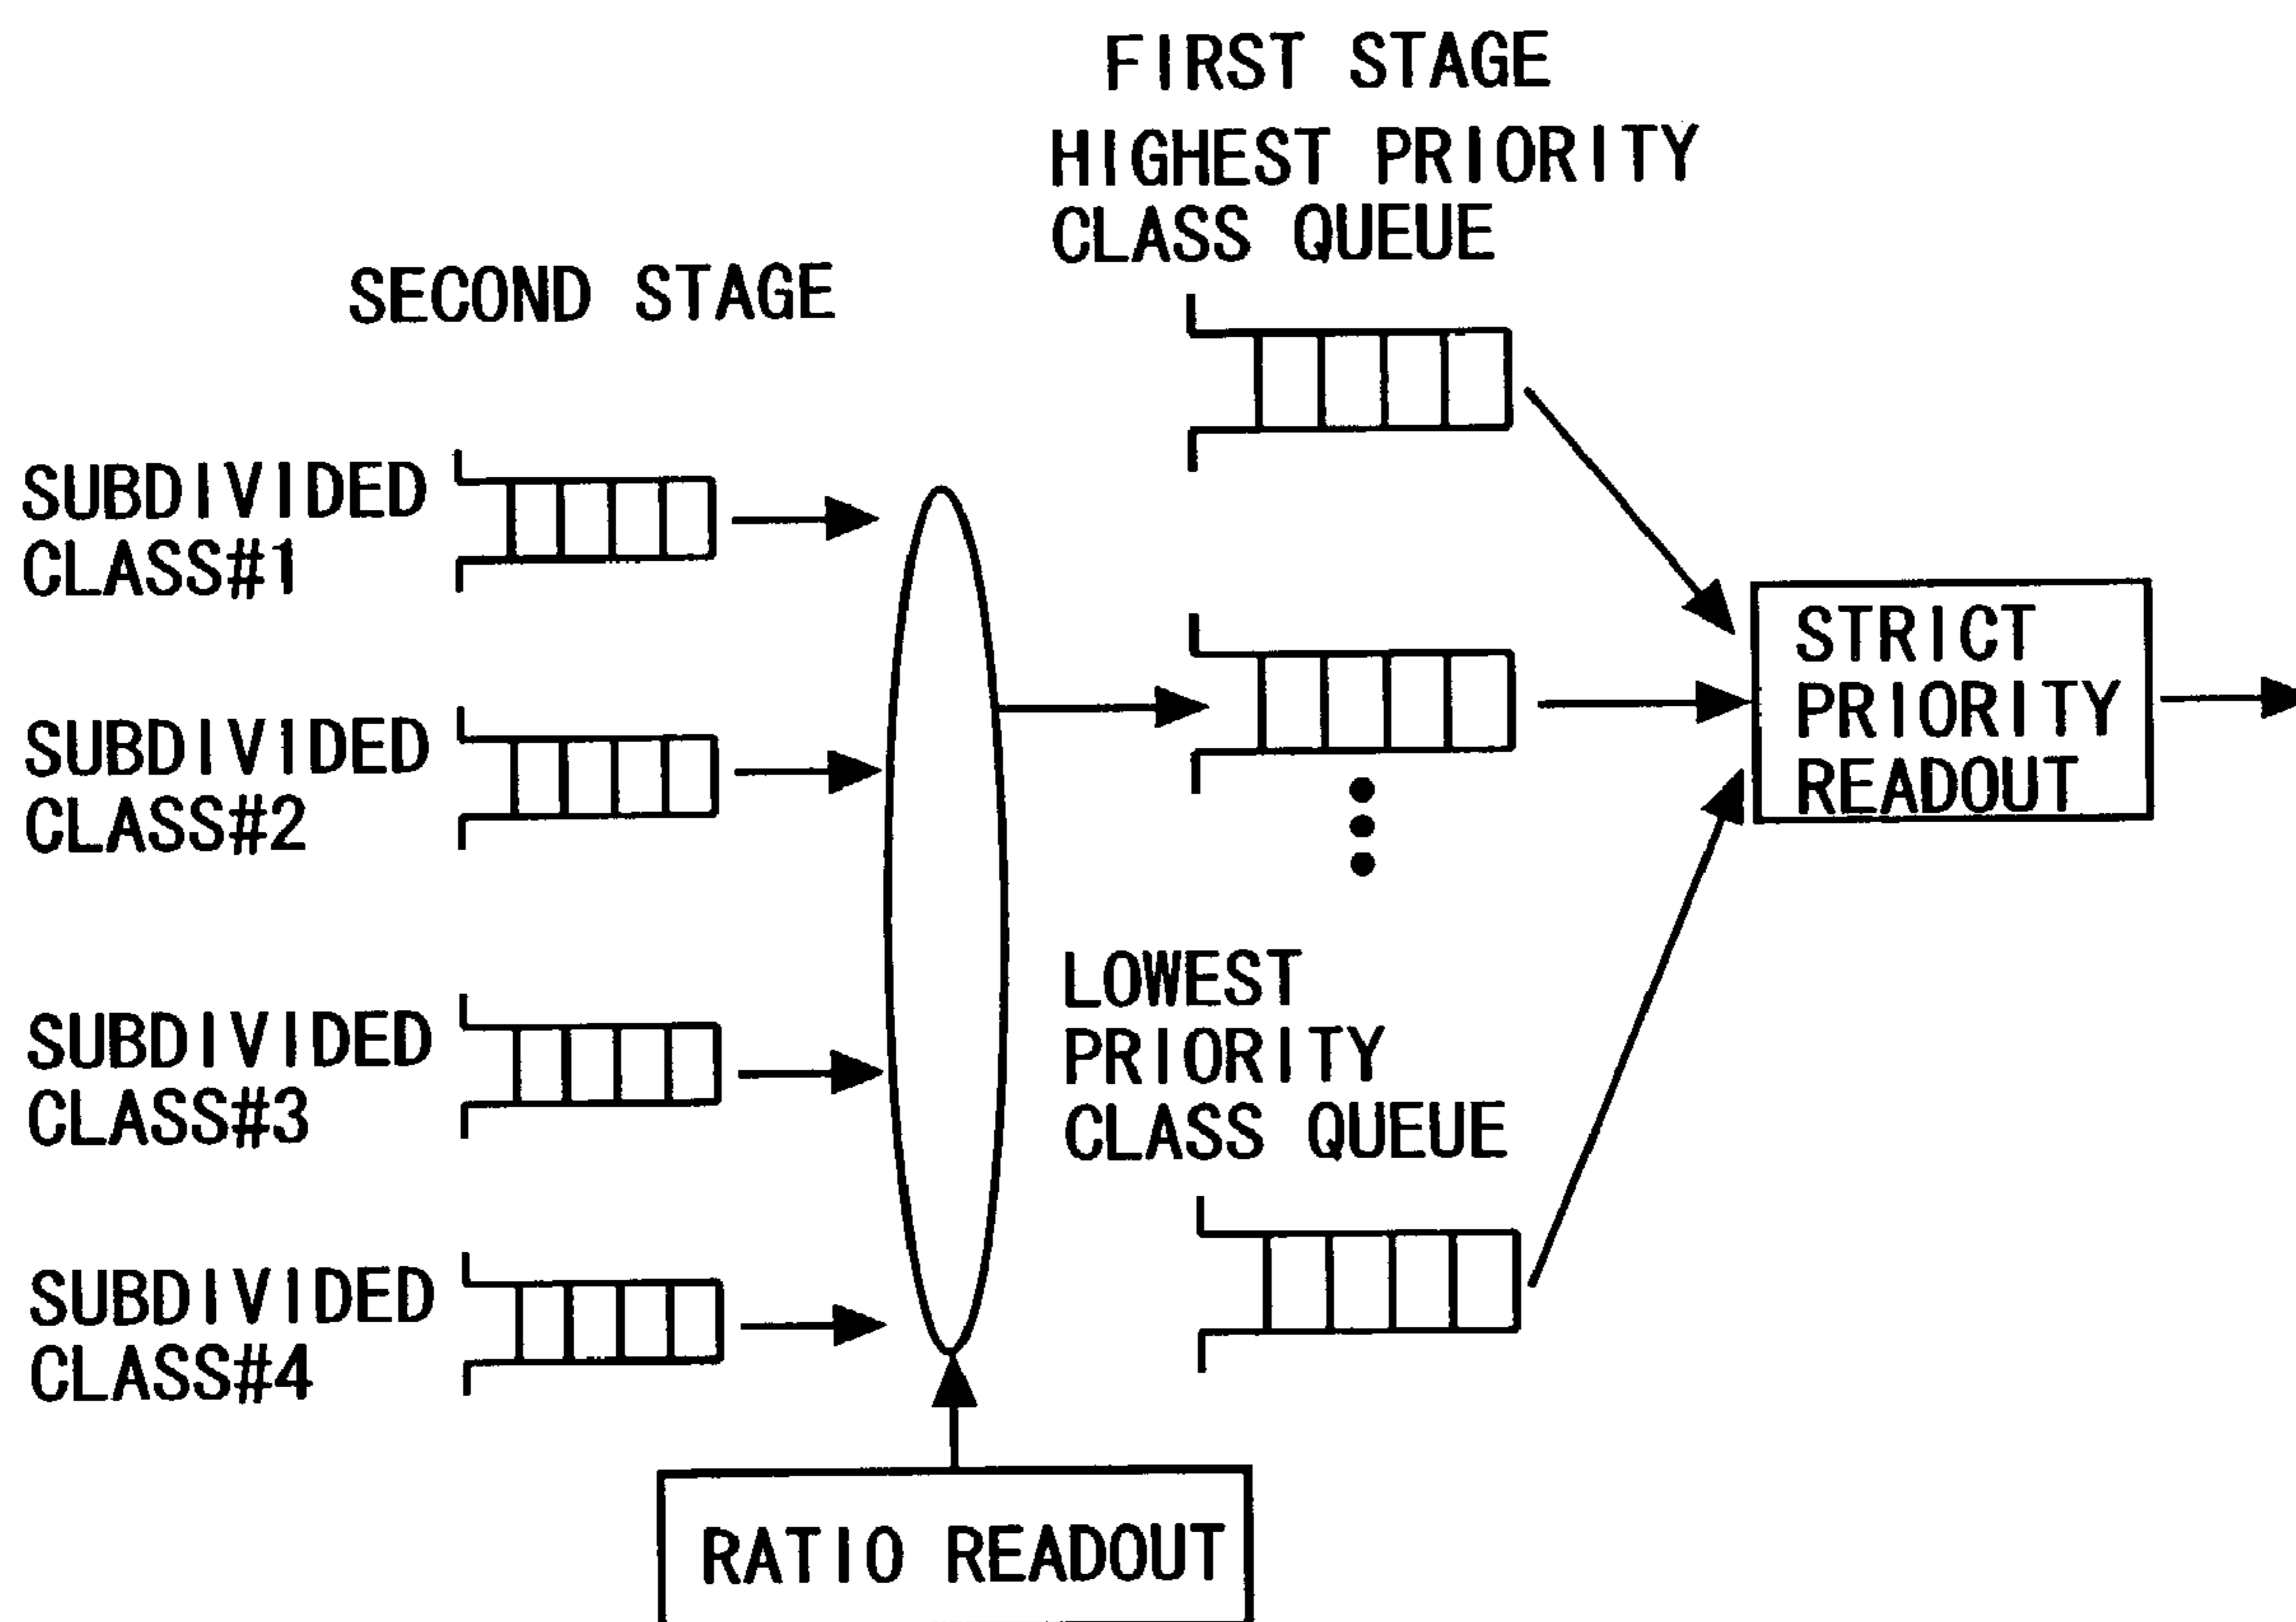 FIRST STAGE
HIGHEST PRIORITY
CLASS QUEUE
SECOND STAGE
SUBDIVIDED
CLASS#1
SUBDIVIDED
CLASS#2
SUBDIVIDED
CLASS#3
SUBDIVIDED
CLASS#4
STRICT
PRIORITY
READOUT
LOWEST
PRIORITY
CLASS QUEUE
RATIO READOUT